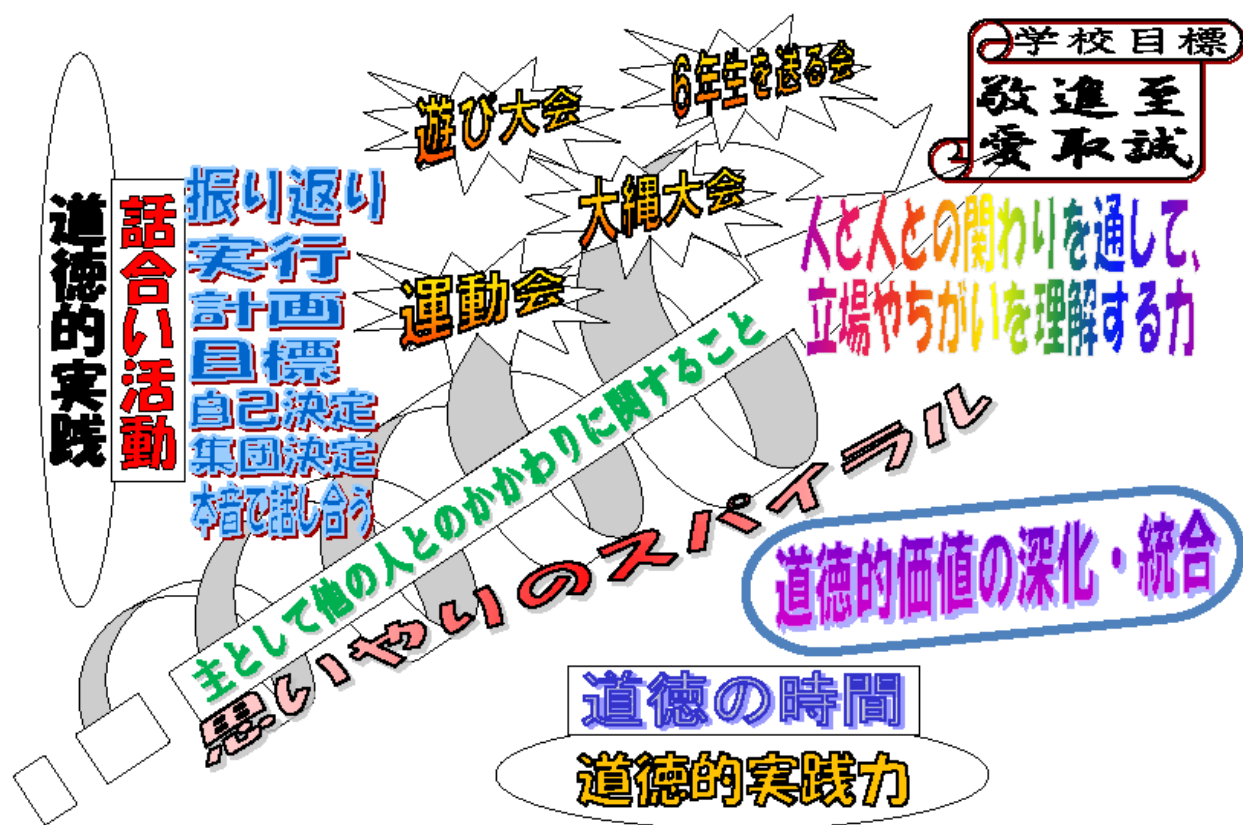 学校目標
敬愛 進取 至誠
6年生を送る会
遊び大会
大縄大会
運動会
人と人との関わりを通して、
立場やちがいを理解する力
道徳的実践
話合い活動
振り返り
実行
計画
目標
自己決定
集団決定
本音で話し合う
主として他の人とのかかわりに関すること
思いやりのスパイラル
道徳的価値の深化・統合
道徳の時間
道徳的実践力